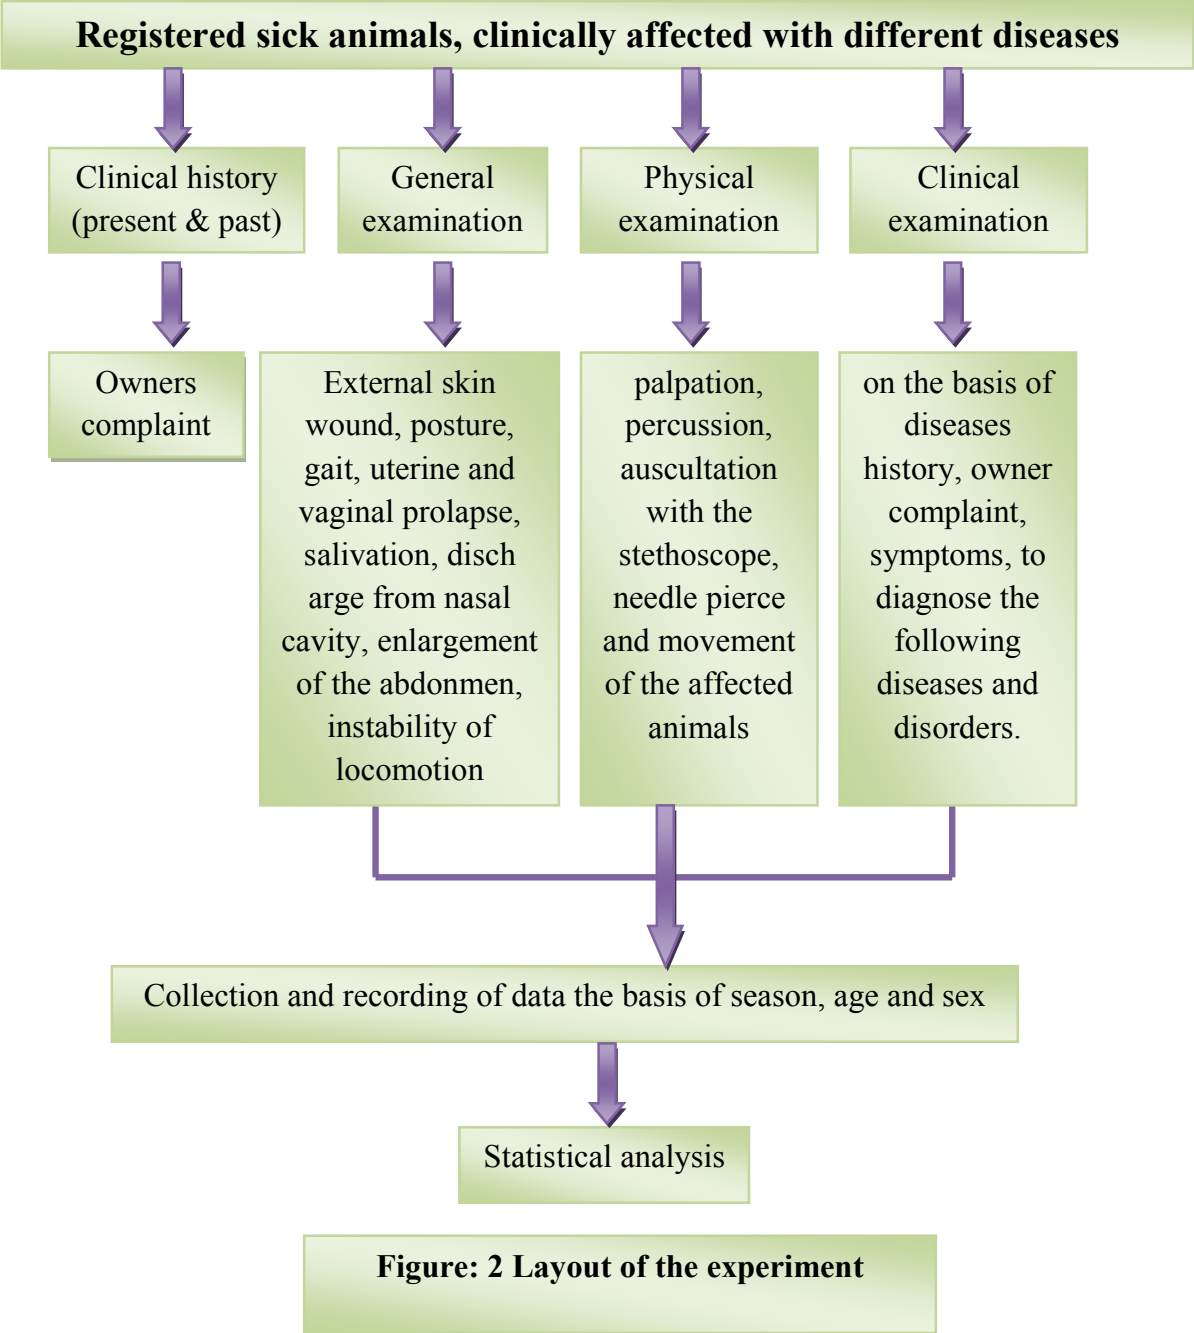 Registered sick animals, clinically affected with different diseases
Clinical history
(present & past)
General
examination
Physical
examination
Clinical
examination
Owners
complaint
External skin
wound, posture,
gait, uterine and
vaginal prolapse,
salivation, disch
arge from nasal
cavity, enlargement
of the abdonmen,
instability of
locomotion
palpation,
percussion,
auscultation
with the
stethoscope,
needle pierce
and movement
of the affected
animals
on the basis of
diseases
history, owner
complaint,
symptoms, to
diagnose the
following
diseases and
disorders.
Collection and recording of data the basis of season, age and sex
Statistical analysis
Figure: 2 Layout of the experiment